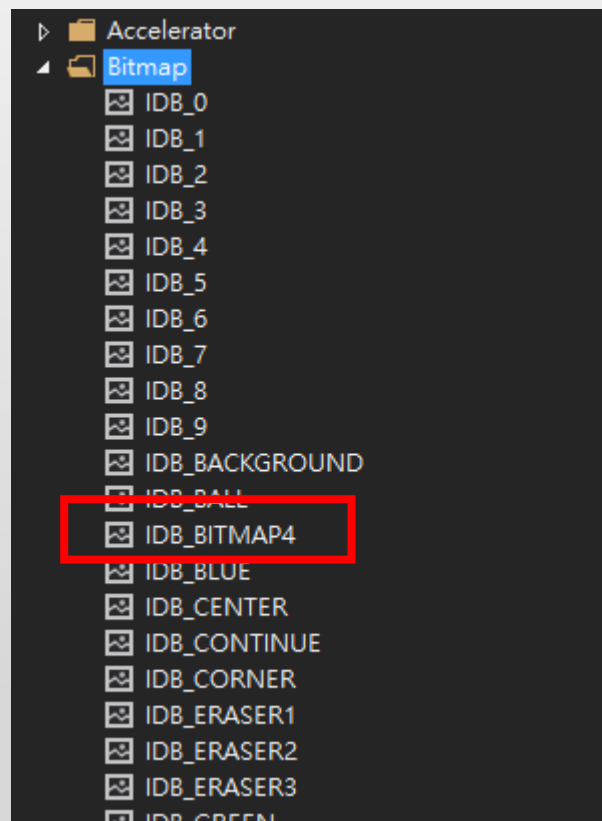 Accelerator
Bitmap
IDB_0
IDB_1
IDB_2
IDB_3
IDB_4
IDB_5
IDB_6
IDB_7
IDB_8
IDB_9
IDB_BACKGROUND
IDB_BALL
IDB_BITMAP4
IDB_BLUE
IDB_CENTER
IDB_CONTINUE
IDB_CORNER
IDB_ERASER1
IDB_ERASER2
IDB_ERASER3
IDB_GREEN